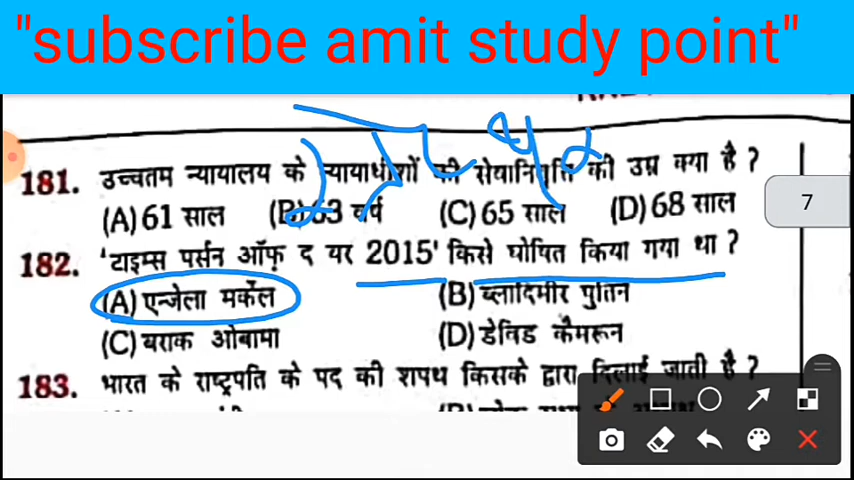 "subscribe amit study point"
181. उच्चतम न्यायालय के न्यायाधीशों की सेवानिवृत्ति की उम्र क्या है ?
(A) 61 साल (B) 63 वर्ष (C) 65 साल (D) 68 साल
7
182. 'टाइम्स पर्सन ऑफ़ द यर 2015' किसे घोषित किया गया था ?
(A) एन्जेला मर्केल (B) ब्लादिमीर पुतिन
(C) बराक ओबामा (D) डेविड कैमरून
183. भारत के राष्ट्रपति के पद की शपथ किसके द्वारा दिलाई जाती है ?